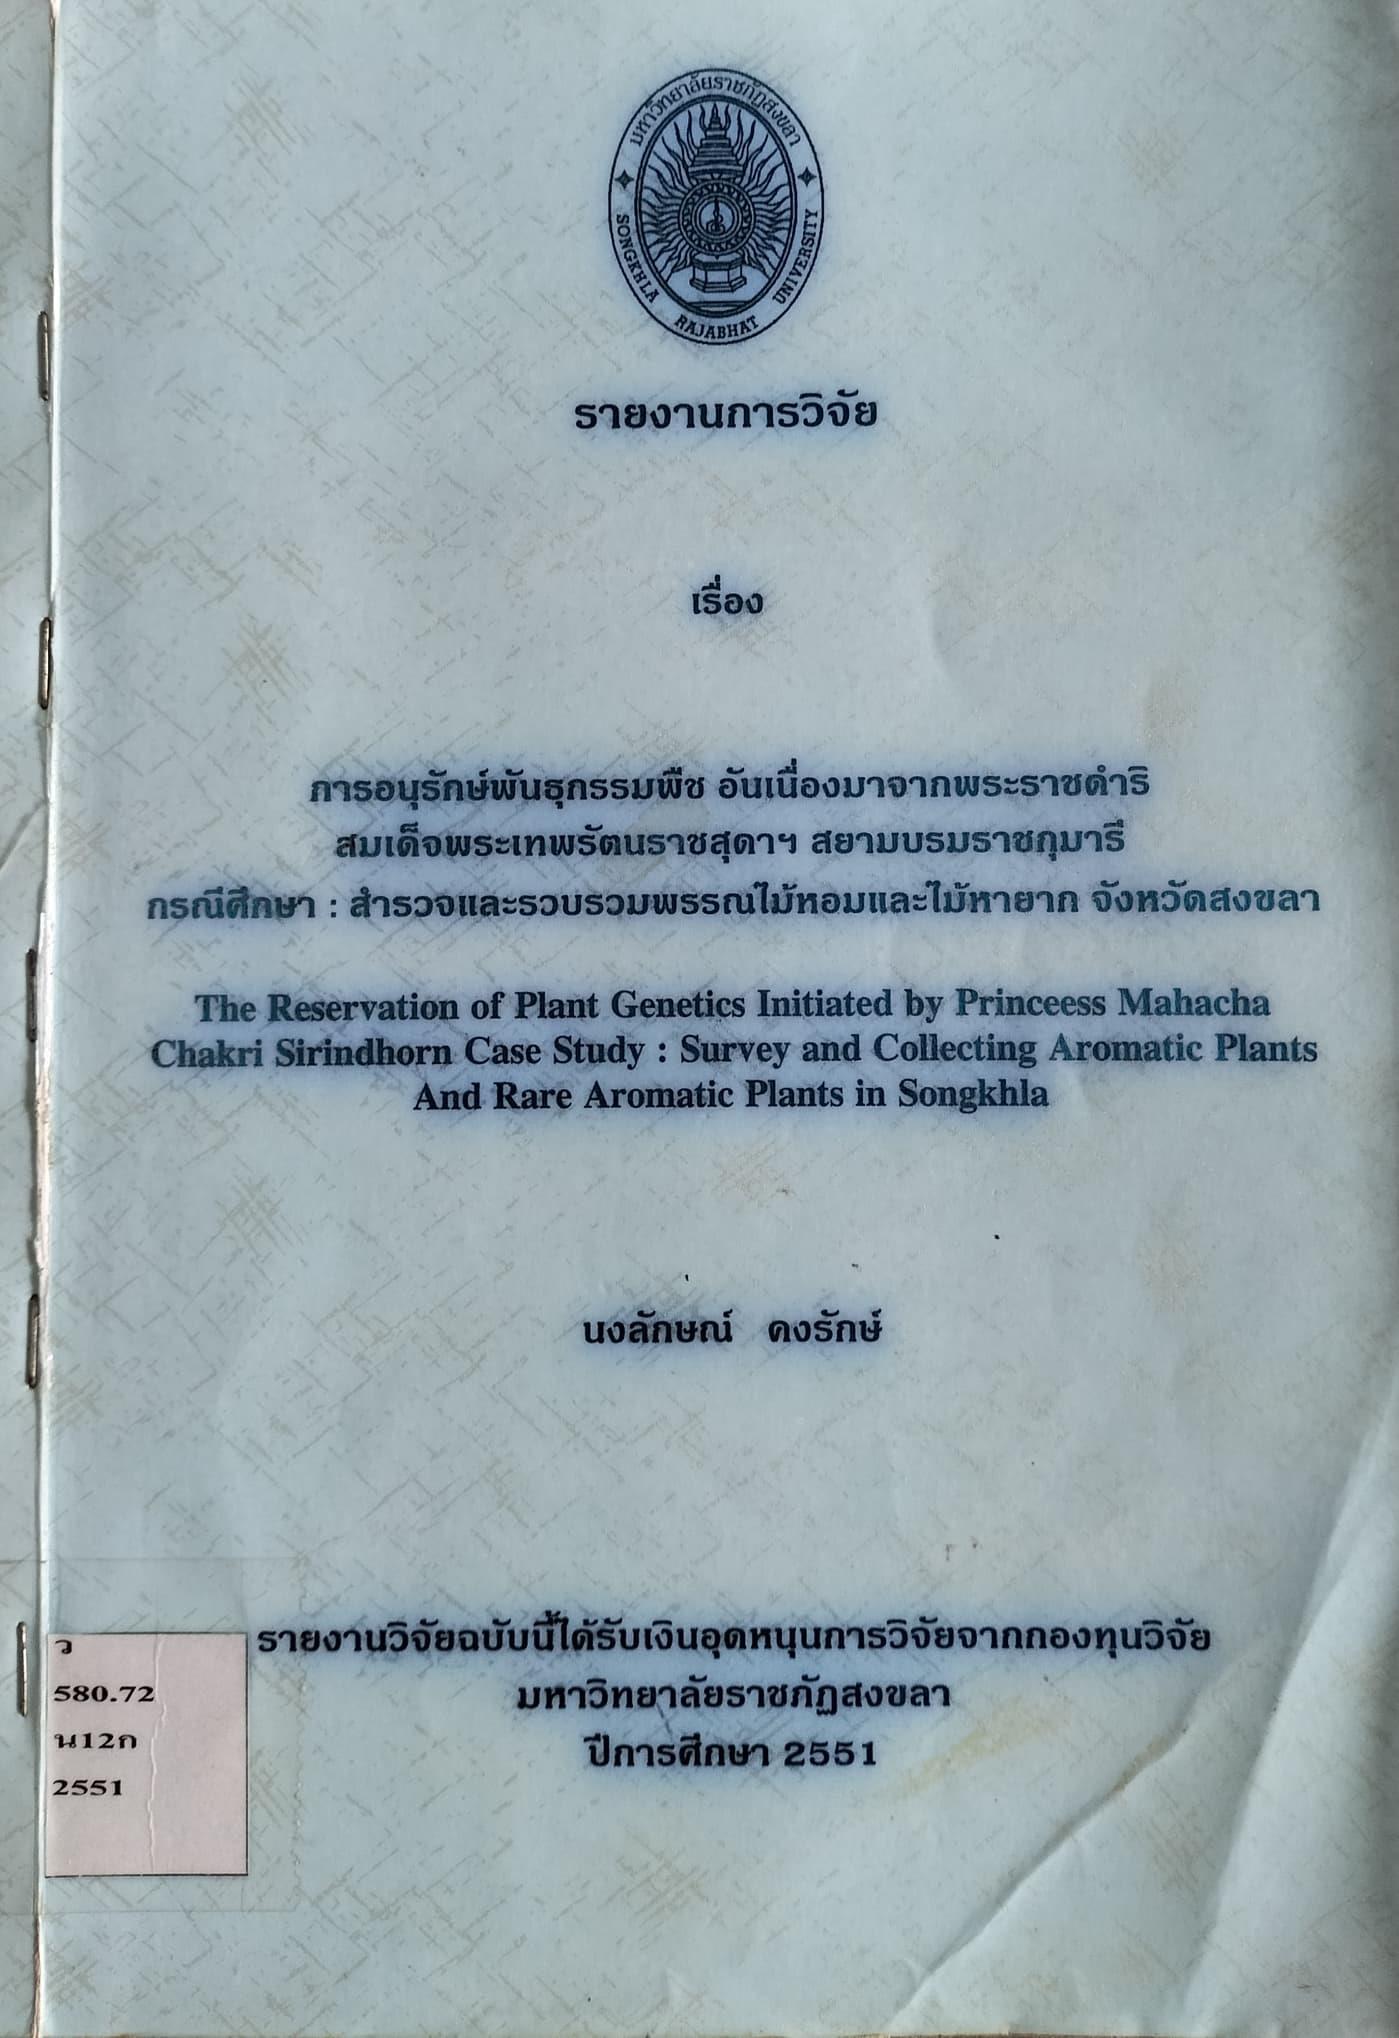 มหาวิทยาลัยราชภัฏสงขลา
SONGKHLA RAJABHAT UNIVERSITY
รายงานการวิจัย
เรื่อง
การอนุรักษ์พันธุกรรมพืช อันเนื่องมาจากพระราชดำริ
สมเด็จพระเทพรัตนราชสุดาฯ สยามบรมราชกุมารี
กรณีศึกษา : สำรวจและรวบรวมพรรณไม้หอมและไม้หายาก จังหวัดสงขลา
The Reservation of Plant Genetics Initiated by Princeess Mahacha
Chakri Sirindhorn Case Study : Survey and Collecting Aromatic Plants
And Rare Aromatic Plants in Songkhla
นงลักษณ์ คงรักษ์
รายงานวิจัยฉบับนี้ได้รับเงินอุดหนุนการวิจัยจากกองทุนวิจัย
มหาวิทยาลัยราชภัฏสงขลา
ปีการศึกษา 2551
ว
580.72
น12ก
2551